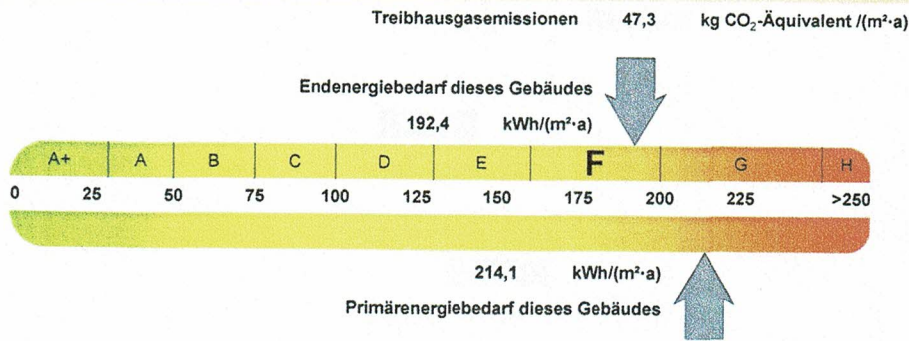 Treibhausgasemissionen 47,3 kg CO₂-Äquivalent /(m²·a)
Endenergiebedarf dieses Gebäudes
192,4 kWh/(m²·a)
A+ A B C D E F G H
0 25 50 75 100 125 150 175 200 225 >250
214,1 kWh/(m²·a)
Primärenergiebedarf dieses Gebäudes